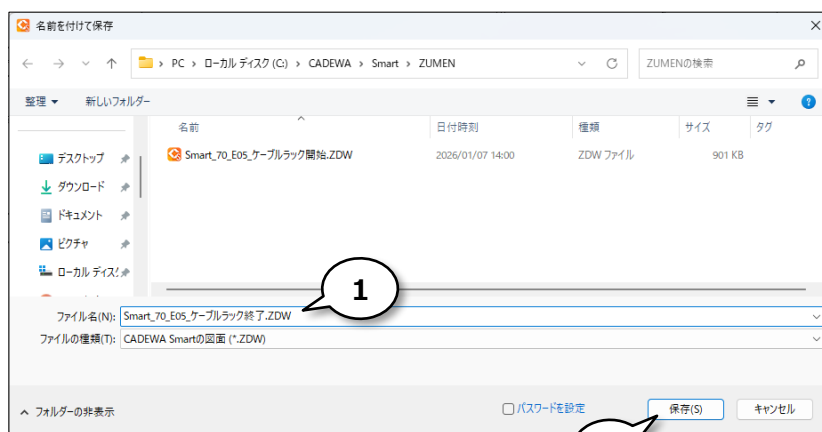 名前を付けて保存
PC › ローカル ディスク (C:) › CADEWA › Smart › ZUMEN
ZUMENの検索
整理 新しいフォルダー
名前 日付時刻 種類 サイズ タグ
Smart_70_E05_ケーブルラック開始.ZDW 2026/01/07 14:00 ZDW ファイル 901 KB
デスクトップ
ダウンロード
ドキュメント
ピクチャ
ローカル ディスク
1
ファイル名(N): Smart_70_E05_ケーブルラック終了.ZDW
ファイルの種類(T): CADEWA Smartの図面 (*.ZDW)
フォルダーの非表示
パスワードを設定
保存(S)
キャンセル